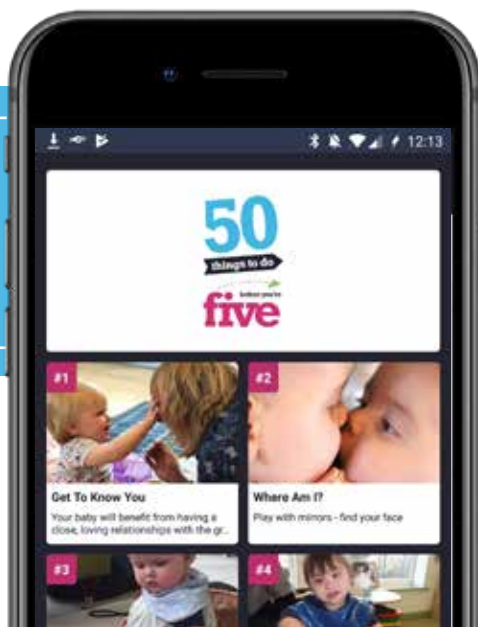 12:13
50
things to do
before you're
five
#1
#2
Get To Know You
Your baby will benefit from having a
close, loving relationships with the gr...
Where Am I?
Play with mirrors - find your face
#3
#4